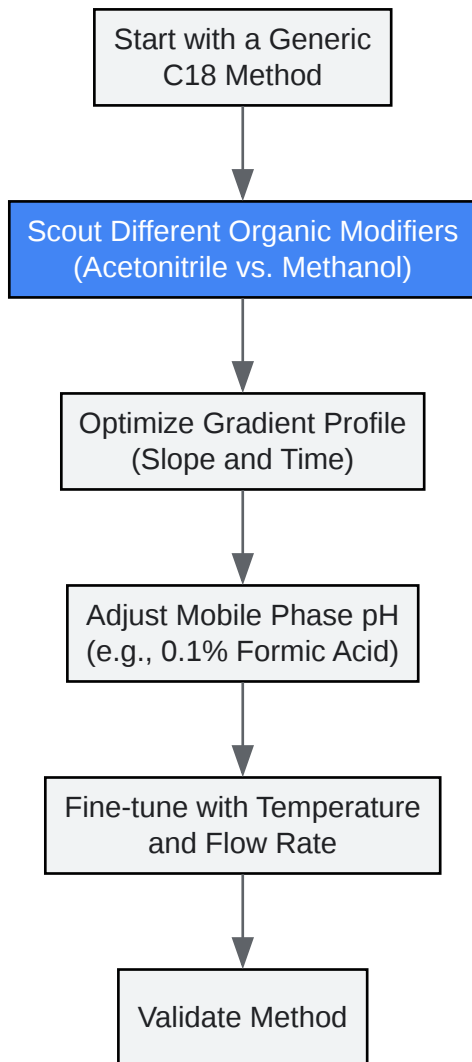 Start with a Generic
C18 Method
Scout Different Organic Modifiers
(Acetonitrile vs. Methanol)
Optimize Gradient Profile
(Slope and Time)
Adjust Mobile Phase pH
(e.g., 0.1% Formic Acid)
Fine-tune with Temperature
and Flow Rate
Validate Method